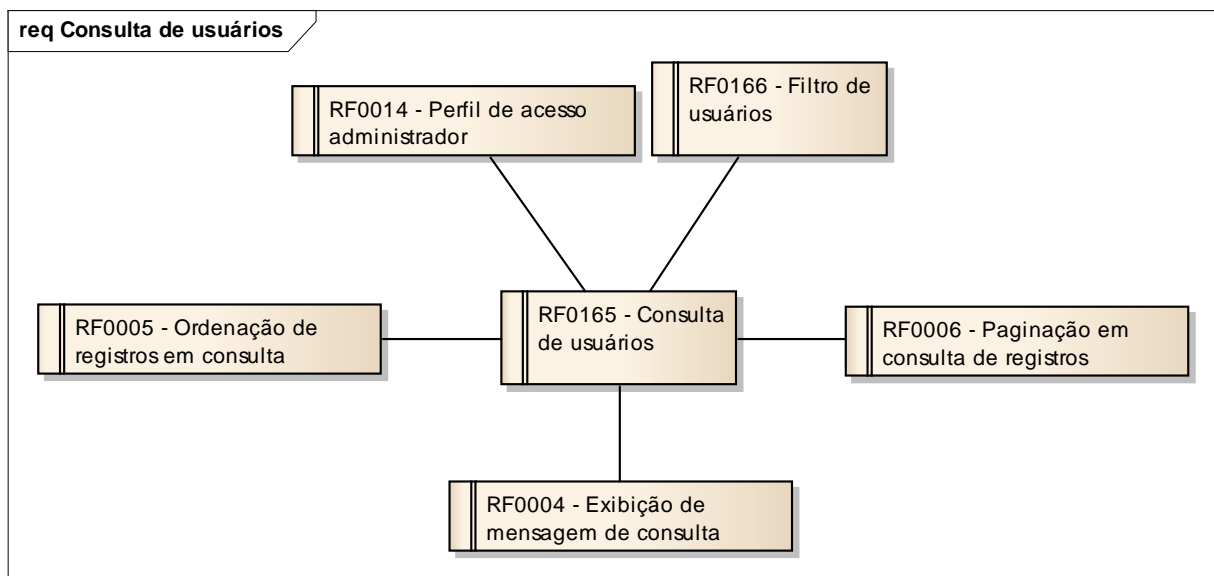 req Consulta de usuários
RF0014 - Perfil de acesso
administrador
RF0166 - Filtro de
usuários
RF0005 - Ordenação de
registros em consulta
RF0165 - Consulta
de usuários
RF0006 - Paginação em
consulta de registros
RF0004 - Exibição de
mensagem de consulta